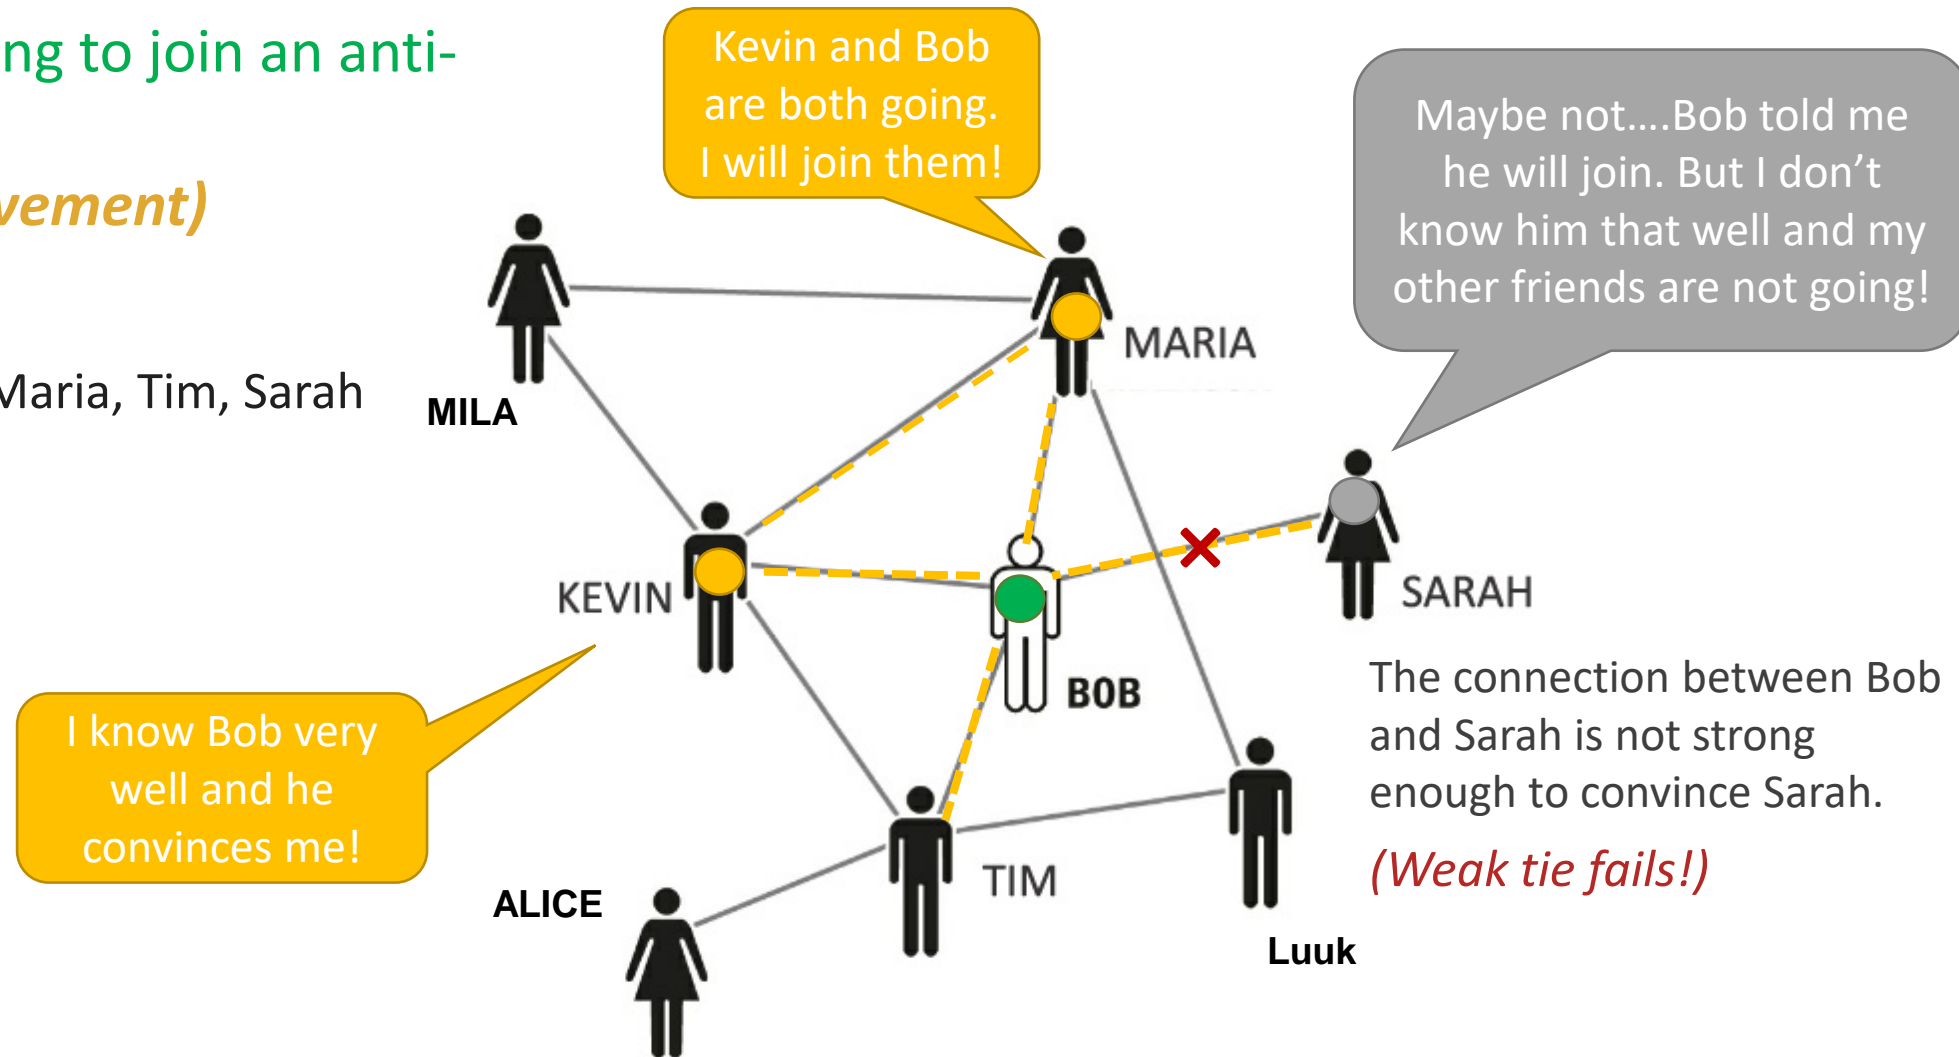 ng to join an anti-
vement)
Maria, Tim, Sarah
Kevin and Bob
are both going.
I will join them!
Maybe not....Bob told me
he will join. But I don't
know him that well and my
other friends are not going!
MARIA
MILA
KEVIN
BOB
SARAH
The connection between Bob
and Sarah is not strong
enough to convince Sarah.
(Weak tie fails!)
I know Bob very
well and he
convinces me!
TIM
ALICE
Luuk